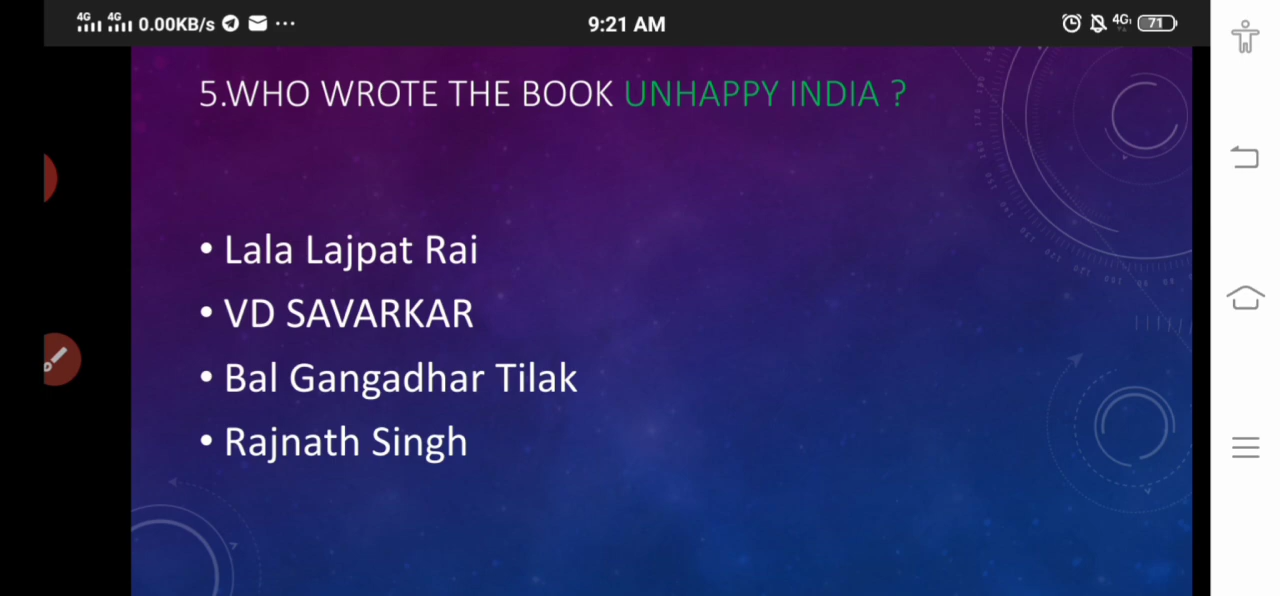 4G 4G 0.00KB/s ... 9:21 AM 4G 71
5.WHO WROTE THE BOOK UNHAPPY INDIA ?
• Lala Lajpat Rai
• VD SAVARKAR
• Bal Gangadhar Tilak
• Rajnath Singh